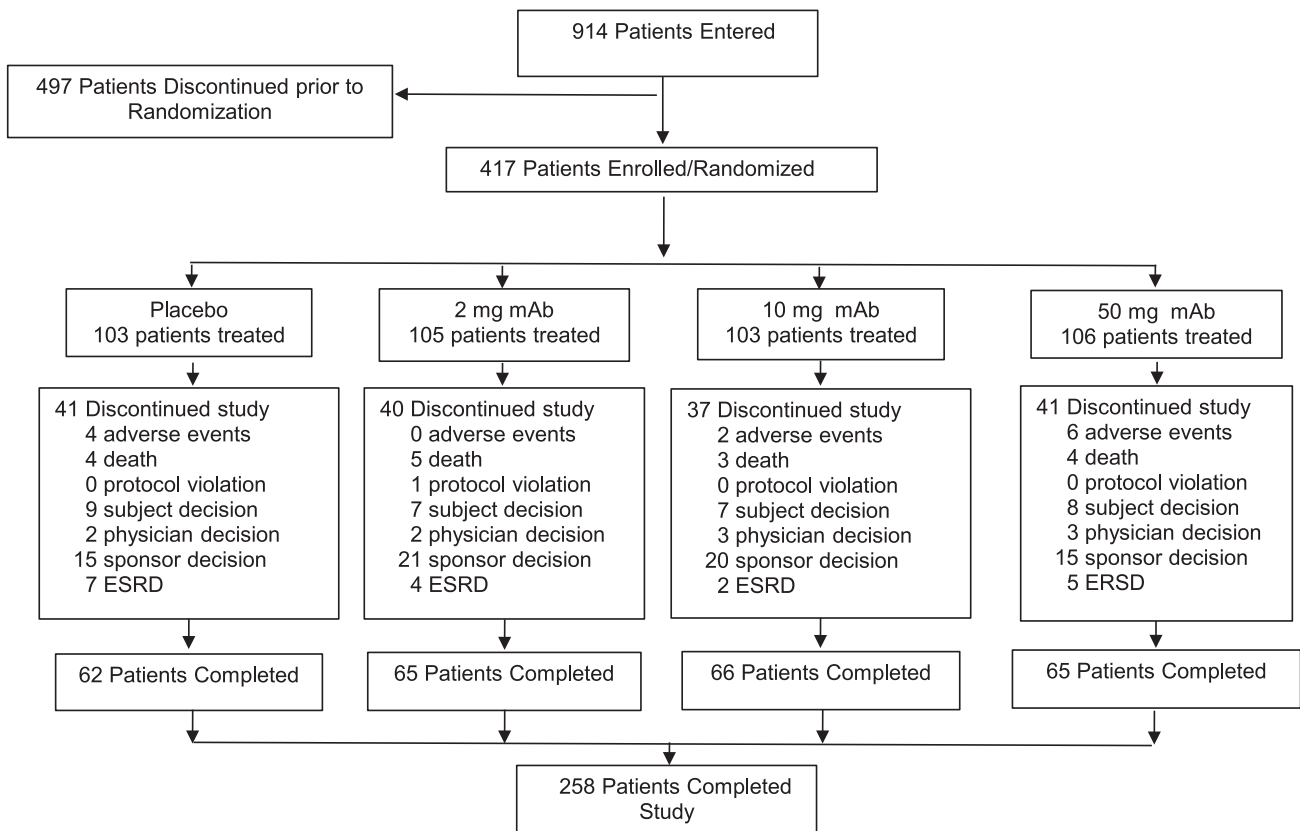 914 Patients Entered
497 Patients Discontinued prior to
Randomization
417 Patients Enrolled/Randomized
Placebo
103 patients treated
2 mg mAb
105 patients treated
10 mg mAb
103 patients treated
50 mg mAb
106 patients treated
41 Discontinued study
4 adverse events
4 death
0 protocol violation
9 subject decision
2 physician decision
15 sponsor decision
7 ESRD
40 Discontinued study
0 adverse events
5 death
1 protocol violation
7 subject decision
2 physician decision
21 sponsor decision
4 ESRD
37 Discontinued study
2 adverse events
3 death
0 protocol violation
7 subject decision
3 physician decision
20 sponsor decision
2 ESRD
41 Discontinued study
6 adverse events
4 death
0 protocol violation
8 subject decision
3 physician decision
15 sponsor decision
5 ERSD
62 Patients Completed
65 Patients Completed
66 Patients Completed
65 Patients Completed
258 Patients Completed
Study